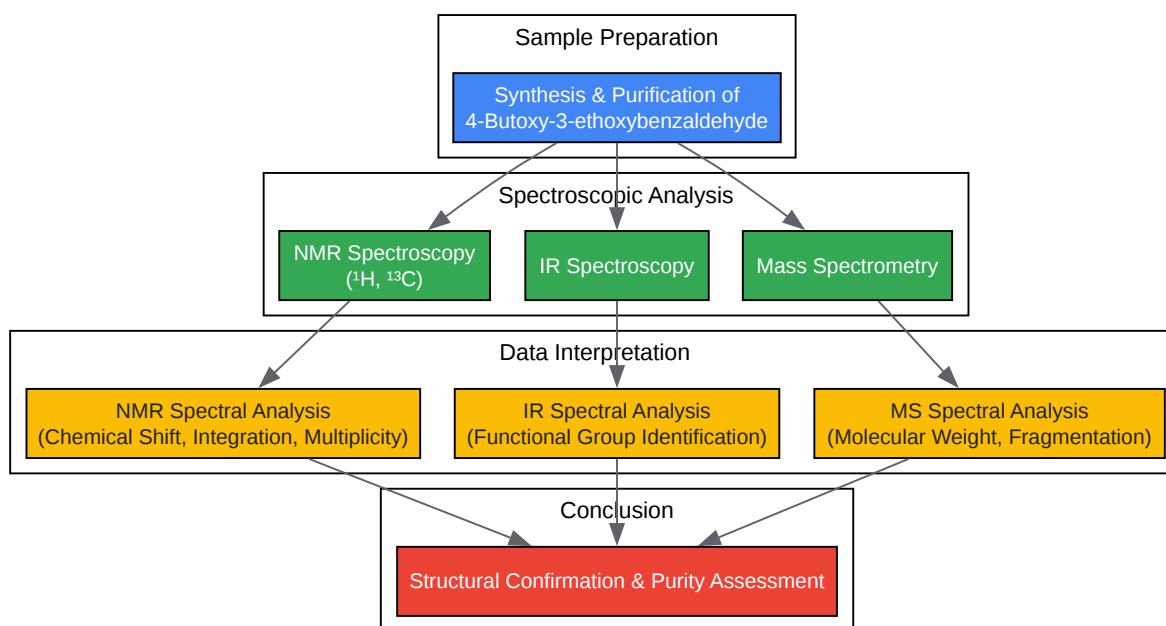 Sample Preparation
Synthesis & Purification of
4-Butoxy-3-ethoxybenzaldehyde
Spectroscopic Analysis
NMR Spectroscopy
(¹H, ¹³C)
IR Spectroscopy
Mass Spectrometry
Data Interpretation
NMR Spectral Analysis
(Chemical Shift, Integration, Multiplicity)
IR Spectral Analysis
(Functional Group Identification)
MS Spectral Analysis
(Molecular Weight, Fragmentation)
Conclusion
Structural Confirmation & Purity Assessment